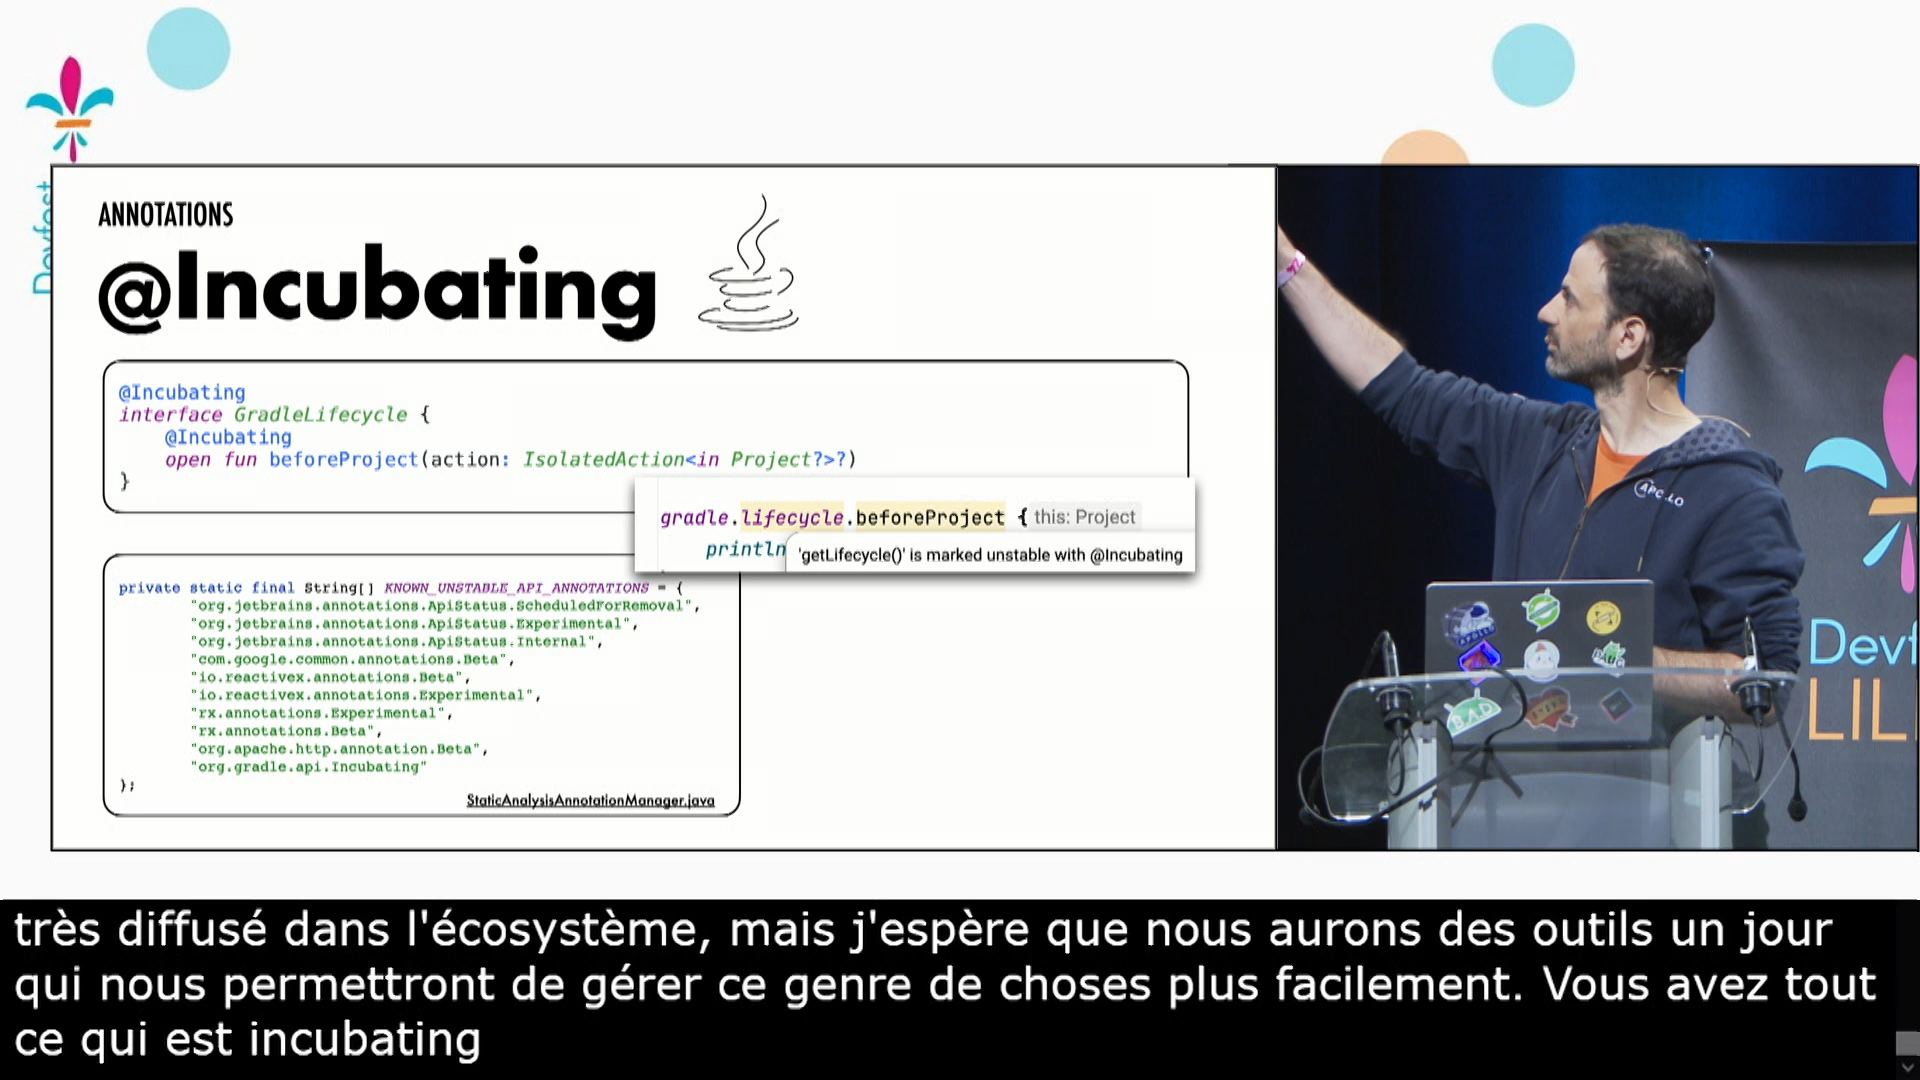 Devfest
ANNOTATIONS
@Incubating
@Incubating
interface GradleLifecycle {
@Incubating
open fun beforeProject(action: IsolatedAction<in Project?>?)
}
gradle.lifecycle.beforeProject { this: Project
println
'getLifecycle()' is marked unstable with @Incubating
private static final String[] KNOWN_UNSTABLE_API_ANNOTATIONS = {
"org.jetbrains.annotations.ApiStatus.ScheduledForRemoval",
"org.jetbrains.annotations.ApiStatus.Experimental",
"org.jetbrains.annotations.ApiStatus.Internal",
"com.google.common.annotations.Beta",
"io.reactivex.annotations.Beta",
"io.reactivex.annotations.Experimental",
"rx.annotations.Experimental",
"rx.annotations.Beta",
"org.apache.http.annotation.Beta",
"org.gradle.api.Incubating"
};
StaticAnalysisAnnotationManager.java
APOLLO
APOLLO
B.A.D
Devf
LIL
très diffusé dans l'écosystème, mais j'espère que nous aurons des outils un jour
qui nous permettront de gérer ce genre de choses plus facilement. Vous avez tout
ce qui est incubating